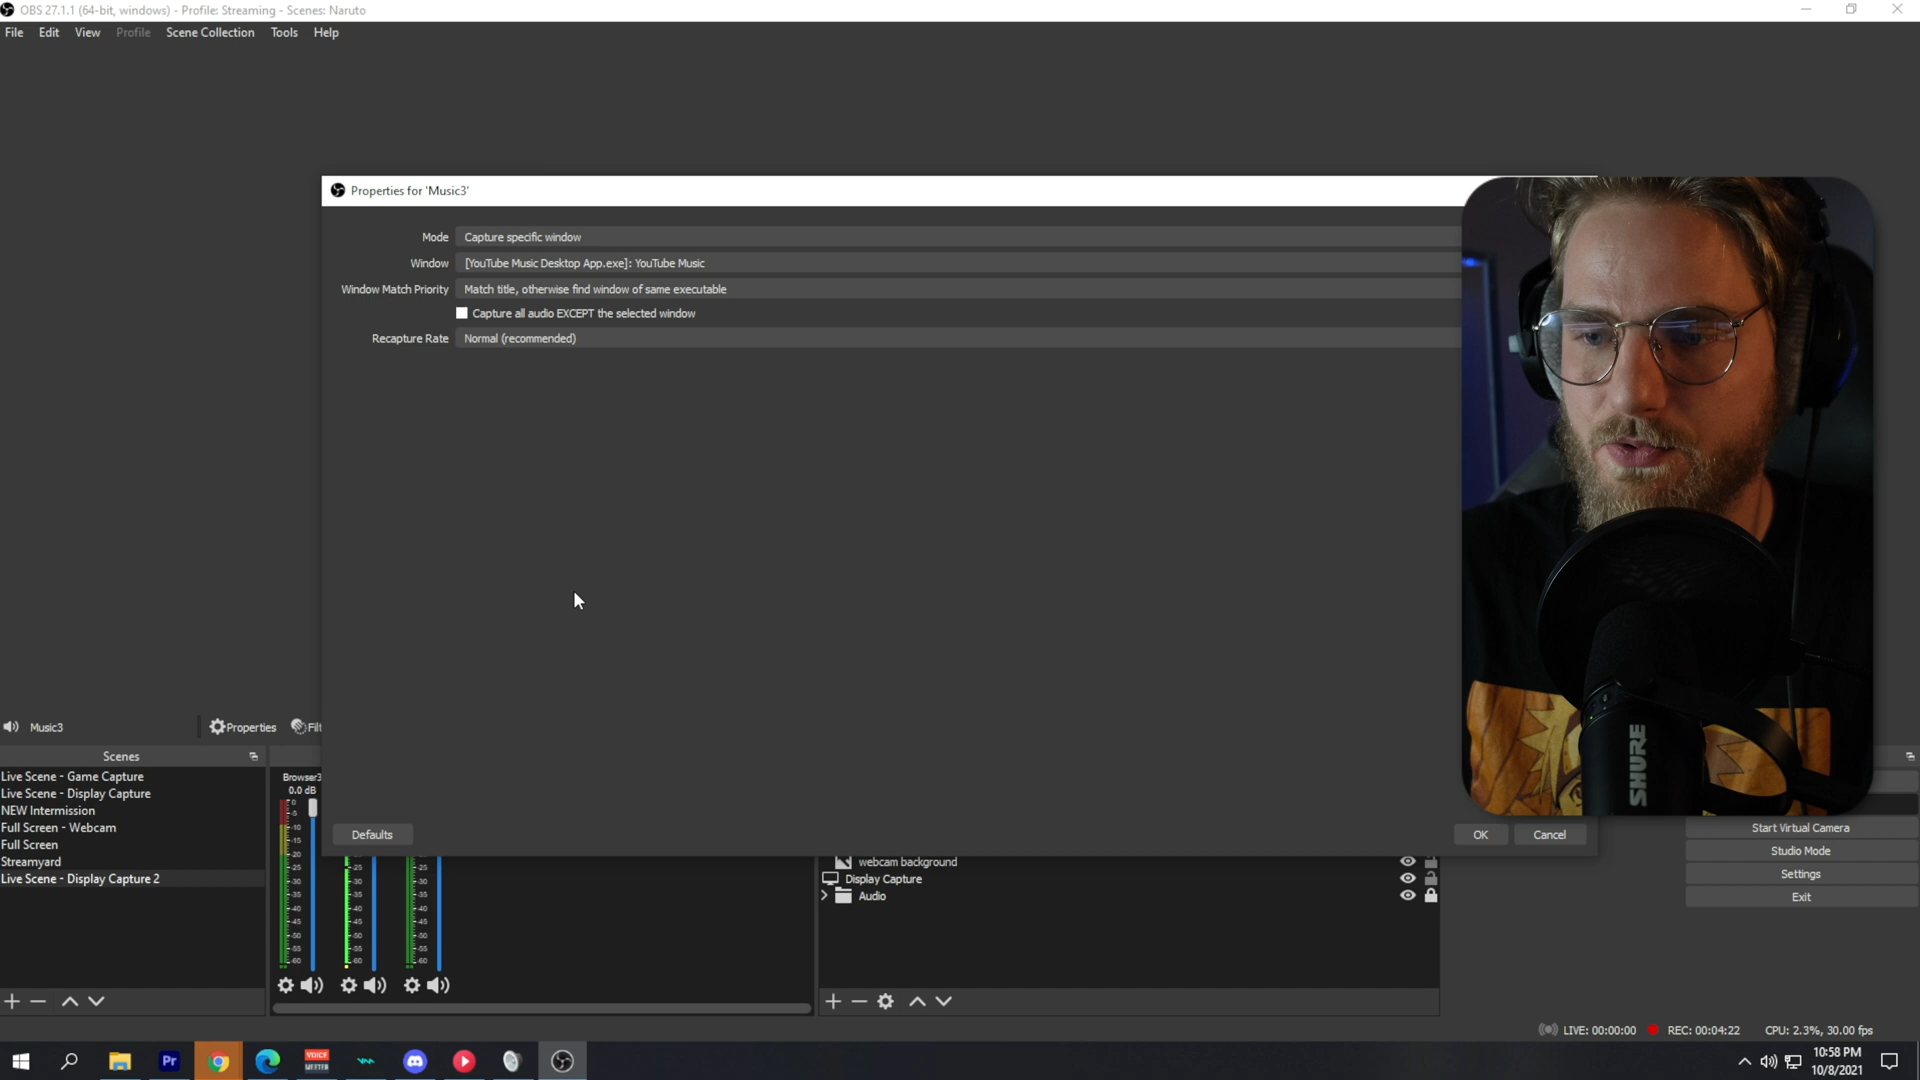 OBS 27.1.1 (64-bit, windows) - Profile: Streaming - Scenes: Naruto
File Edit View Profile Scene Collection Tools Help
Properties for 'Music3'
Mode Capture specific window
Window [YouTube Music Desktop App.exe]: YouTube Music
Window Match Priority Match title, otherwise find window of same executable
Capture all audio EXCEPT the selected window
Recapture Rate Normal (recommended)
Defaults OK Cancel
Music3 Properties Filt
Scenes
Live Scene - Game Capture
Live Scene - Display Capture
NEW Intermission
Full Screen - Webcam
Full Screen
Streamyard
Live Scene - Display Capture 2
Browser3
0.0 dB
webcam background
Display Capture
Audio
Start Virtual Camera
Studio Mode
Settings
Exit
SHURE
LIVE: 00:00:00 REC: 00:04:22 CPU: 2.3%, 30.00 fps
Pr
VOICE
MEETER
10:58 PM
10/8/2021